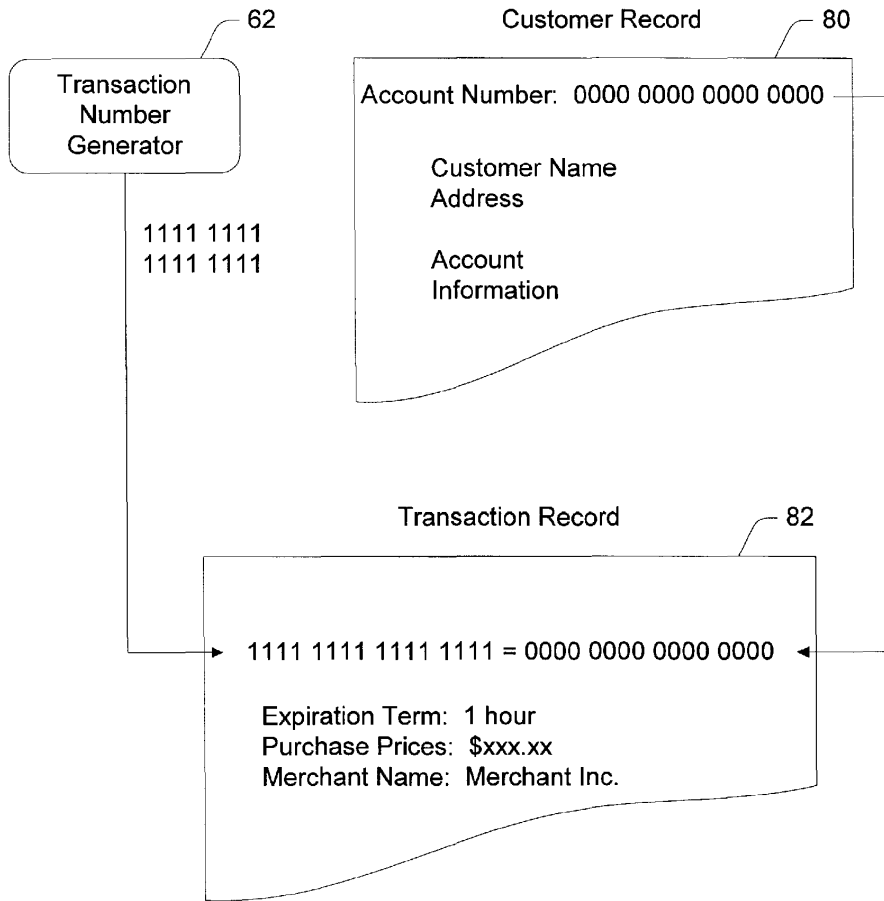 62
Transaction
Number
Generator
Customer Record
80
Account Number: 0000 0000 0000 0000
Customer Name
Address
Account
Information
1111 1111
1111 1111
Transaction Record
82
1111 1111 1111 1111 = 0000 0000 0000 0000
Expiration Term: 1 hour
Purchase Prices: $xxx.xx
Merchant Name: Merchant Inc.